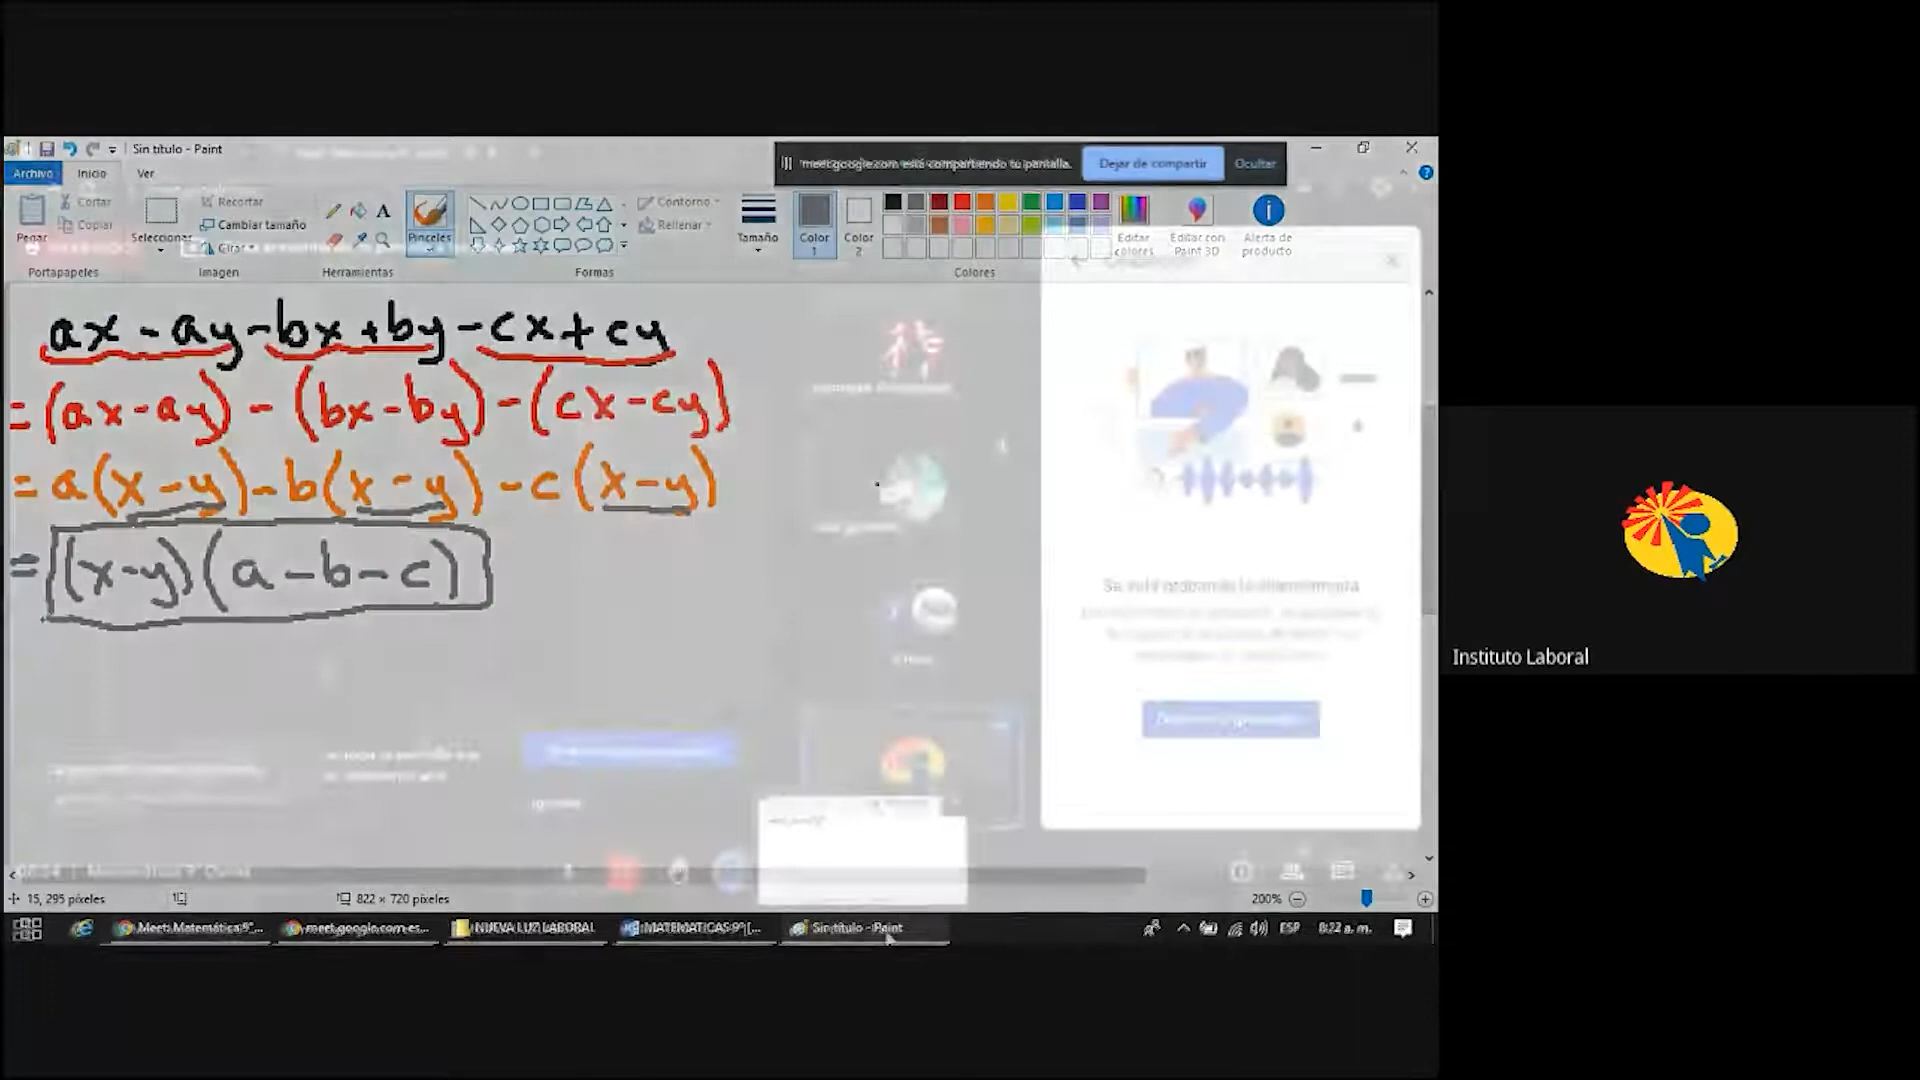 Sin título - Paint
meet.google.com está compartiendo tu pantalla.
Dejar de compartir
Ocultar
Archivo Inicio Ver
Pegar
Cortar
Copiar
Portapapeles
Seleccionar
Recortar
Cambiar tamaño
Girar
Imagen
A
Herramientas
Pinceles
Contorno
Rellenar
Formas
Tamaño
Color 1
Color 2
Colores
Editar colores
Editar con Paint 3D
Alerta de producto
ax - ay - bx + by - cx + cy
= (ax - ay) - (bx - by) - (cx - cy)
= a(x - y) - b(x - y) - c(x - y)
= (x - y)(a - b - c)
Instituto Laboral
15, 295 píxeles
822 × 720 píxeles
200%
Meet: Matemática 9°...
meet.google.com es...
NUEVA LUZ LABORAL
MATEMATICAS 9° [...
Sin título - Paint
ESP
8:22 a. m.